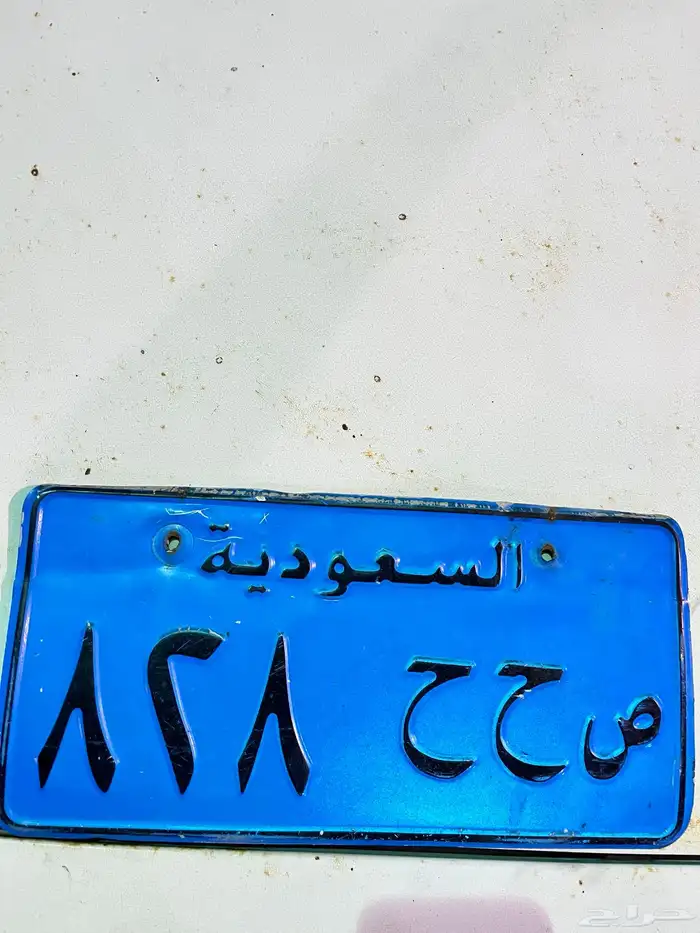 السعودية
ص ح ح ٨٢٨
حراج